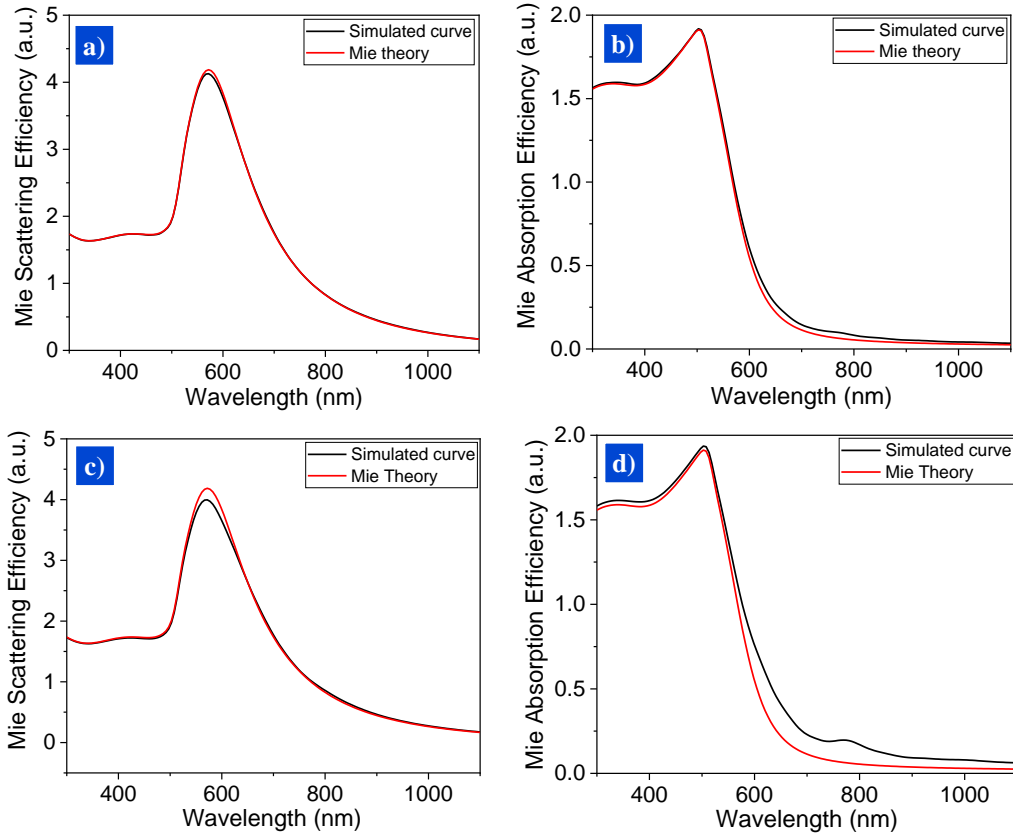 a)
Simulated curve
Mie theory
Mie Scattering Efficiency (a.u.)
5
4
3
2
1
0
400
600
800
1000
Wavelength (nm)
b)
Simulated curve
Mie theory
Mie Absorption Efficiency (a.u.)
2.0
1.5
1.0
0.5
0.0
400
600
800
1000
Wavelength (nm)
c)
Simulated curve
Mie Theory
Mie Scattering Efficiency (a.u.)
5
4
3
2
1
0
400
600
800
1000
Wavelength (nm)
d)
Simulated curve
Mie Theory
Mie Absorption Efficiency (a.u.)
2.0
1.5
1.0
0.5
0.0
400
600
800
1000
Wavelength (nm)